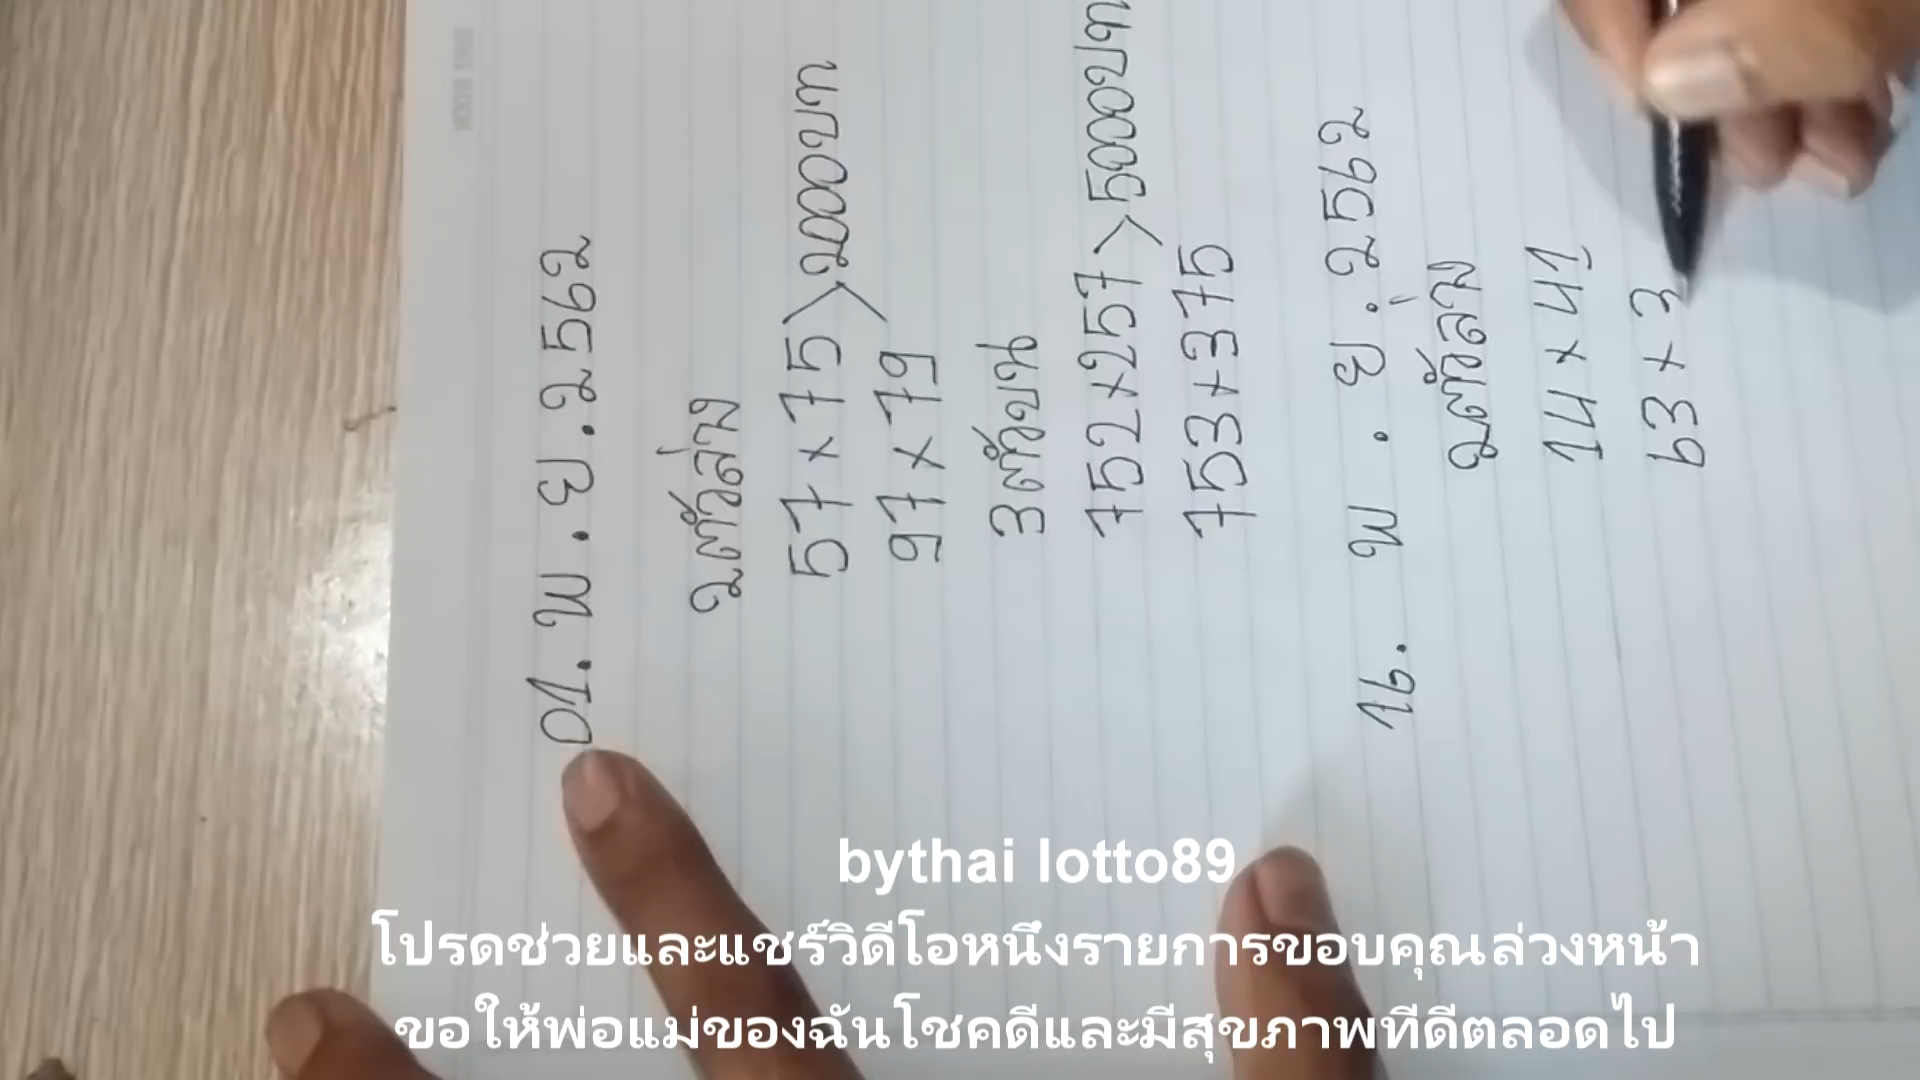 01.พ.ย.2562
2ตัวล่าง
57×75>2000บาท
97×79
3ตัวบน
752×257>5000บาท
753×375
16.พ.ย.2562
2ตัวล่าง
14×41
63×3
bythai lotto89
โปรดช่วยและแชร์วิดีโอหนึ่งรายการขอบคุณล่วงหน้า
ขอให้พ่อแม่ของฉันโชคดีและมีสุขภาพที่ดีตลอดไป